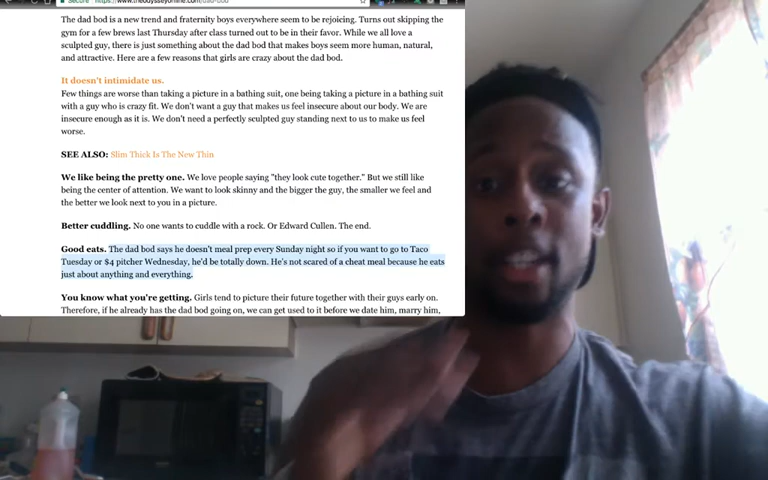 Secure https://www.theodysseyonline.com/dad-bod
The dad bod is a new trend and fraternity boys everywhere seem to be rejoicing. Turns out skipping the
gym for a few brews last Thursday after class turned out to be in their favor. While we all love a
sculpted guy, there is just something about the dad bod that makes boys seem more human, natural,
and attractive. Here are a few reasons that girls are crazy about the dad bod.
It doesn't intimidate us.
Few things are worse than taking a picture in a bathing suit, one being taking a picture in a bathing suit
with a guy who is crazy fit. We don't want a guy that makes us feel insecure about our body. We are
insecure enough as it is. We don't need a perfectly sculpted guy standing next to us to make us feel
worse.
SEE ALSO: Slim Thick Is The New Thin
We like being the pretty one. We love people saying "they look cute together." But we still like
being the center of attention. We want to look skinny and the bigger the guy, the smaller we feel and
the better we look next to you in a picture.
Better cuddling. No one wants to cuddle with a rock. Or Edward Cullen. The end.
Good eats. The dad bod says he doesn't meal prep every Sunday night so if you want to go to Taco
Tuesday or $4 pitcher Wednesday, he'd be totally down. He's not scared of a cheat meal because he eats
just about anything and everything.
You know what you're getting. Girls tend to picture their future together with their guys early on.
Therefore, if he already has the dad bod going on, we can get used to it before we date him, marry him,